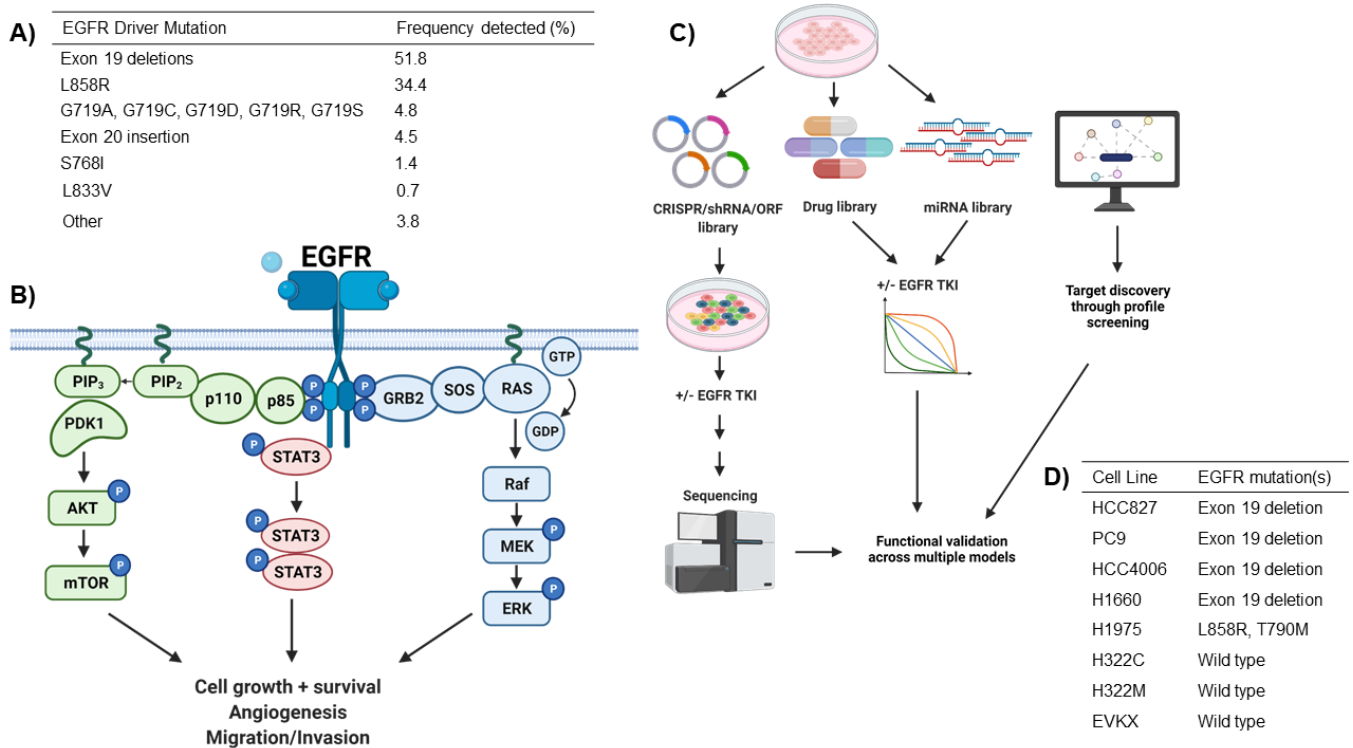 A)
EGFR Driver Mutation Frequency detected (%)
Exon 19 deletions 51.8
L858R 34.4
G719A, G719C, G719D, G719R, G719S 4.8
Exon 20 insertion 4.5
S768I 1.4
L833V 0.7
Other 3.8
B)
EGFR
PIP3
PIP2
p110
p85
P
P
P
P
GRB2
SOS
RAS
GTP
GDP
PDK1
P
STAT3
AKT
P
P
STAT3
P
STAT3
Raf
MEK
P
mTOR
P
ERK
P
Cell growth + survival
Angiogenesis
Migration/Invasion
C)
CRISPR/shRNA/ORF
library
Drug library
miRNA library
+/- EGFR TKI
+/- EGFR TKI
Target discovery
through profile
screening
Sequencing
Functional validation
across multiple models
D)
Cell Line EGFR mutation(s)
HCC827 Exon 19 deletion
PC9 Exon 19 deletion
HCC4006 Exon 19 deletion
H1660 Exon 19 deletion
H1975 L858R, T790M
H322C Wild type
H322M Wild type
EVKX Wild type